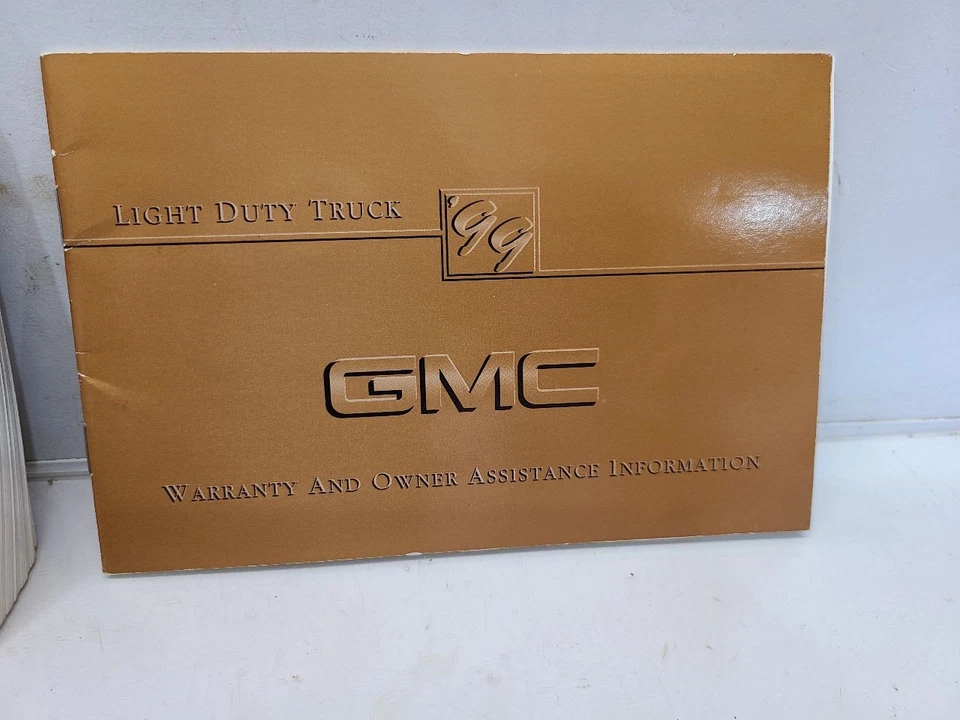 LIGHT DUTY TRUCK
'99
GMC
WARRANTY AND OWNER ASSISTANCE INFORMATION